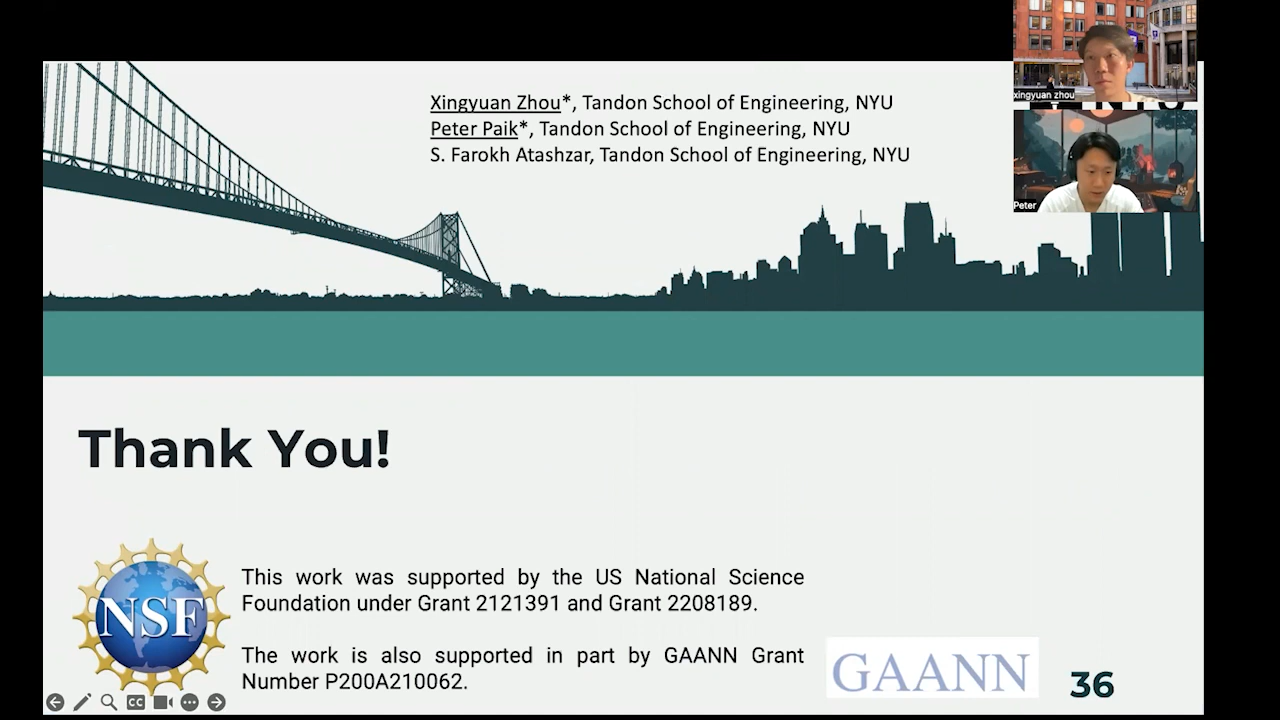 Xingyuan Zhou*, Tandon School of Engineering, NYU
Peter Paik*, Tandon School of Engineering, NYU
S. Farokh Atashzar, Tandon School of Engineering, NYU
xingyuan zhou
Peter
Thank You!
NSF
This work was supported by the US National Science
Foundation under Grant 2121391 and Grant 2208189.
The work is also supported in part by GAANN Grant
Number P200A210062.
GAANN
36
CC